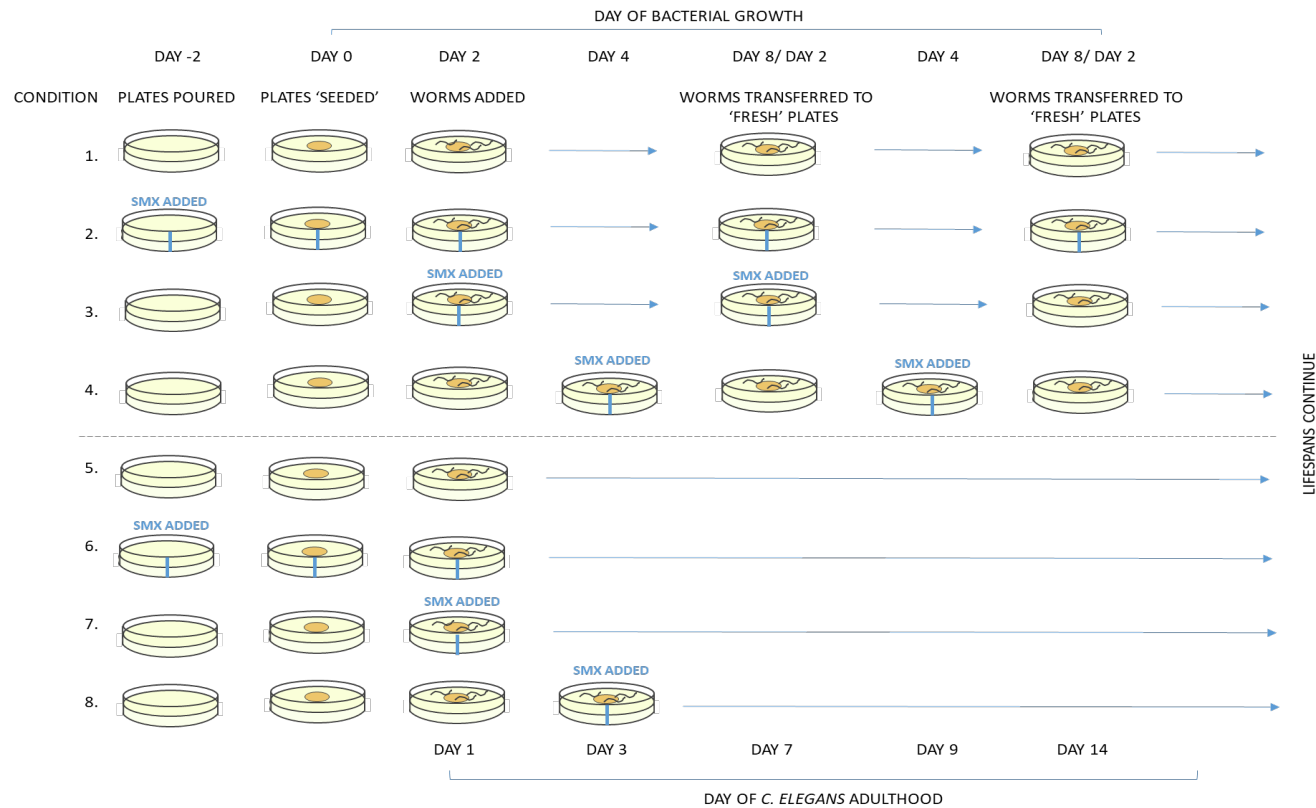 DAY OF BACTERIAL GROWTH
DAY -2 DAY 0 DAY 2 DAY 4 DAY 8/ DAY 2 DAY 4 DAY 8/ DAY 2
CONDITION PLATES POURED PLATES ‘SEEDED’ WORMS ADDED WORMS TRANSFERRED TO WORMS TRANSFERRED TO
‘FRESH’ PLATES ‘FRESH’ PLATES
1.
SMX ADDED
2.
SMX ADDED SMX ADDED
3.
SMX ADDED SMX ADDED
4.
5.
SMX ADDED
6.
SMX ADDED
7.
SMX ADDED
8.
LIFESPANS CONTINUE
DAY 1 DAY 3 DAY 7 DAY 9 DAY 14
DAY OF C. ELEGANS ADULTHOOD